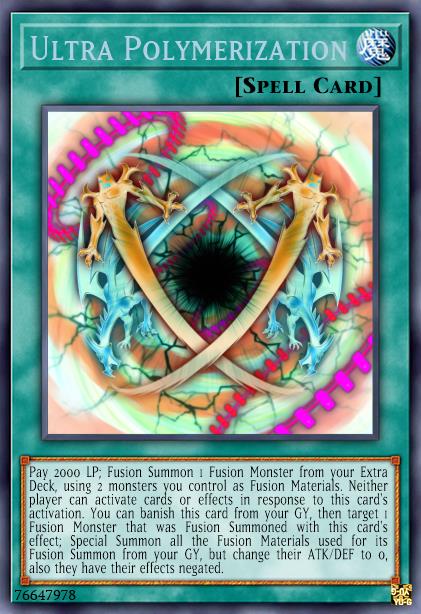 ULTRA POLYMERIZATION
魔
[SPELL CARD]
Pay 2000 LP; Fusion Summon 1 Fusion Monster from your Extra
Deck, using 2 monsters you control as Fusion Materials. Neither
player can activate cards or effects in response to this card's
activation. You can banish this card from your GY, then target 1
Fusion Monster that was Fusion Summoned with this card's
effect; Special Summon all the Fusion Materials used for its
Fusion Summon from your GY, but change their ATK/DEF to 0,
also they have their effects negated.
76647978